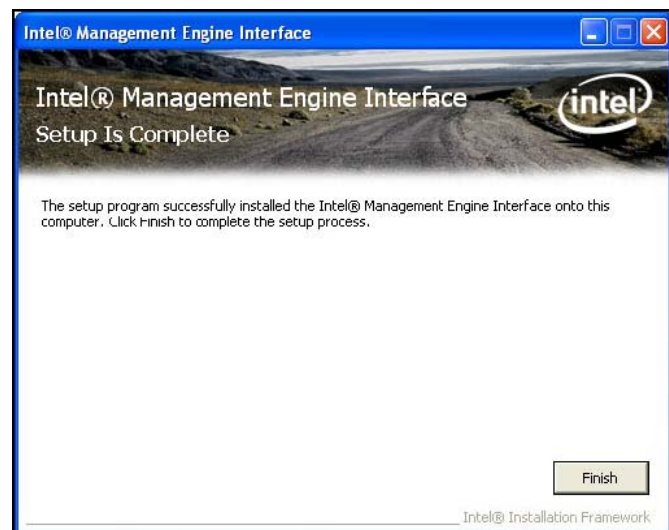 Intel® Management Engine Interface
Intel® Management Engine Interface
Setup Is Complete
intel
The setup program successfully installed the Intel® Management Engine Interface onto this
computer. Click Finish to complete the setup process.
Finish
Intel® Installation Framework